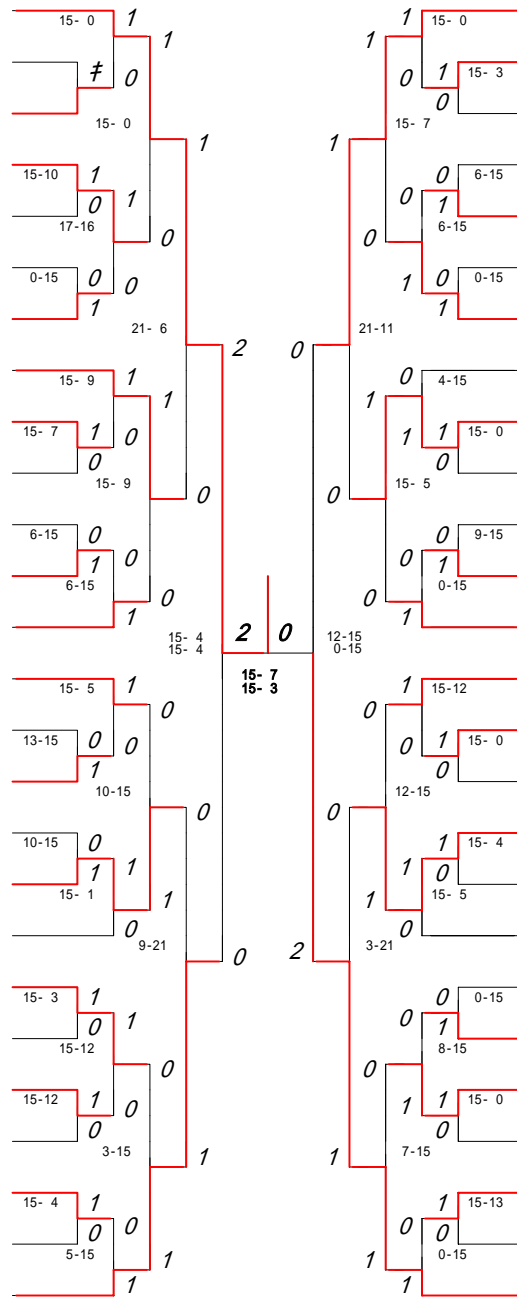 15- 0 1 1 1 1 15- 0
≠ 0 0 1 15- 3
15- 0 0 15- 7
1 1
15-10 1 0 6-15
0 1 1 6-15
17-16 0 0
0-15 0 0 1 0 0-15
1 1
21- 6 2 0 21-11
15- 9 1 1 1 0 4-15
15- 7 1 0 1 1 15- 0
0 0
15- 9 0 0 15- 5
6-15 0 0 0 0 9-15
1 1
6-15 1 0 0 1 0-15
15- 4 2 0 12-15
15- 4 0-15
15- 7
15- 3
15- 5 1 0 0 1 15-12
13-15 0 0 0 1 15- 0
1 0
10-15 0 0 12-15
10-15 0 1 1 1 15- 4
1 0
15- 1 0 1 1 0 15- 5
9-21 0 2 3-21
15- 3 1 1 0 0 0-15
0 1
15-12 0 0 8-15
15-12 1 0 1 1 15- 0
0 0
3-15 1 1 7-15
15- 4 1 0 0 1 15-13
0 0
5-15 1 1 1 1 0-15